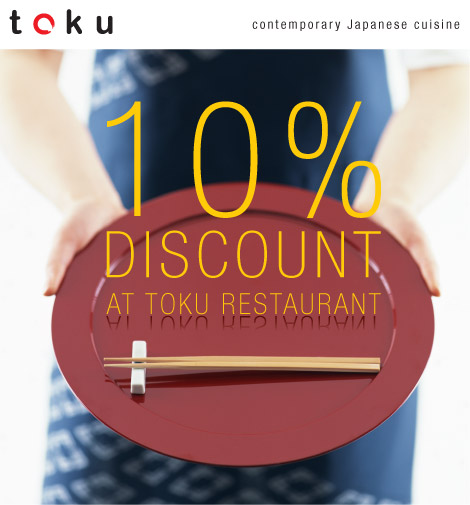 toku
contemporary Japanese cuisine
10%
DISCOUNT
AT TOKU RESTAURANT